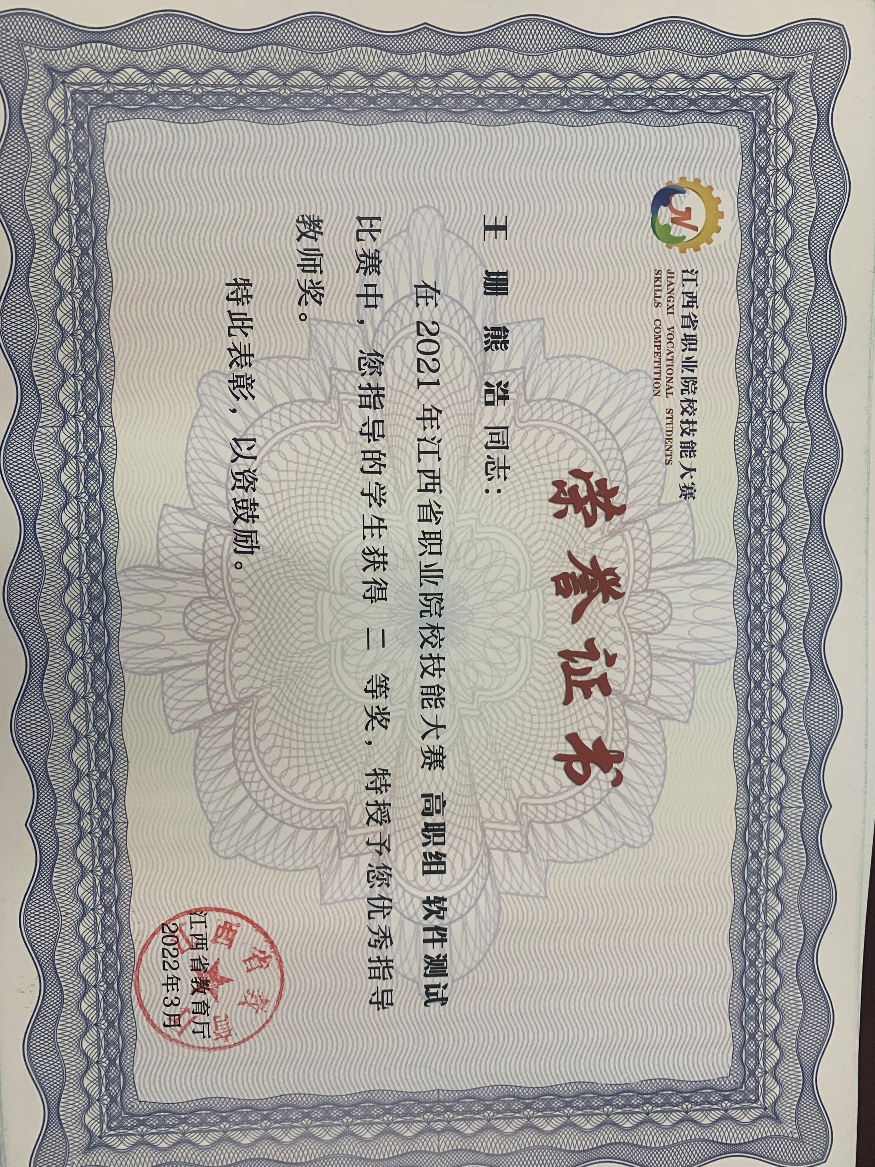 江西省职业院校技能大赛
JIANGXI VOCATIONAL STUDENTS
SKILLS COMPETITION
荣誉证书
王珊 熊浩 同志：
在2021年江西省职业院校技能大赛 高职组 软件测试
比赛中，您指导的学生获得 二 等奖，特授予您优秀指导
教师奖。
特此表彰，以资鼓励。
江西省教育厅
2022年3月